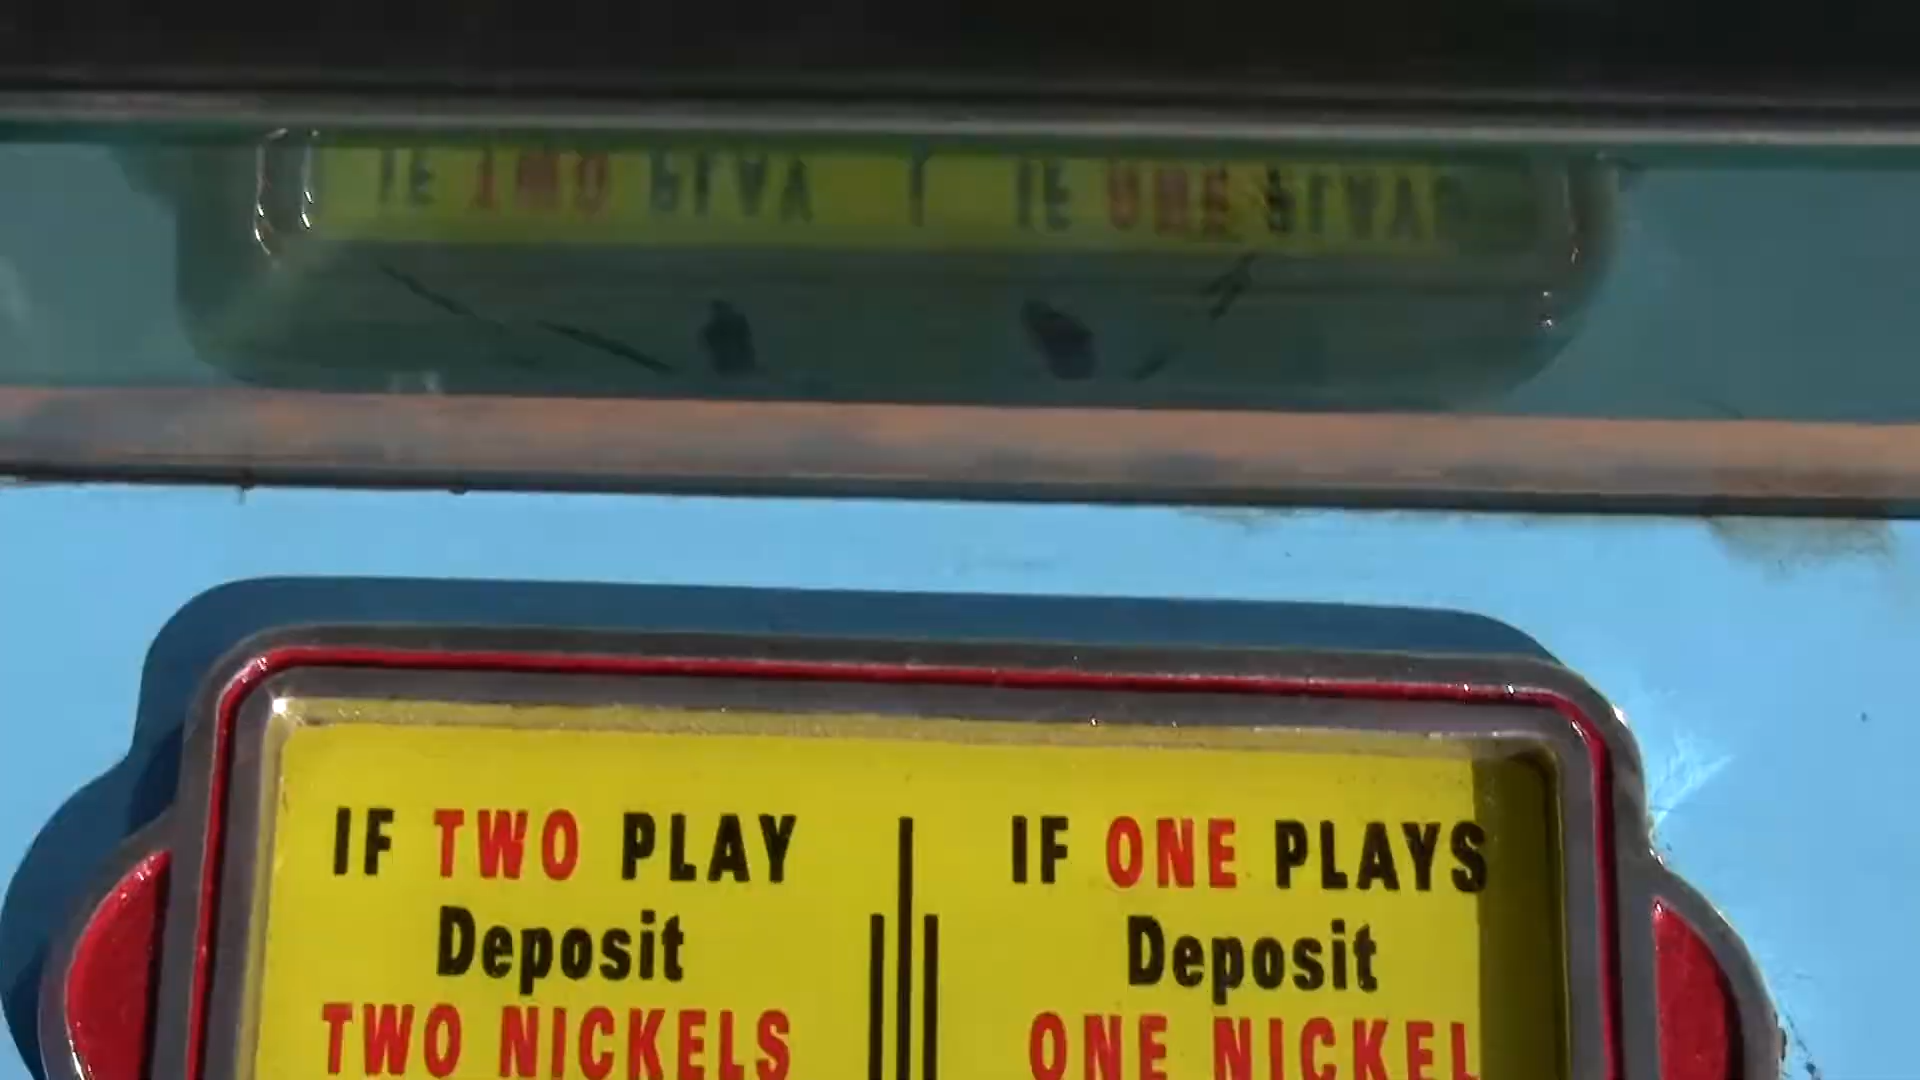 IF TWO PLAY
Deposit
TWO NICKELS
IF ONE PLAYS
Deposit
ONE NICKEL